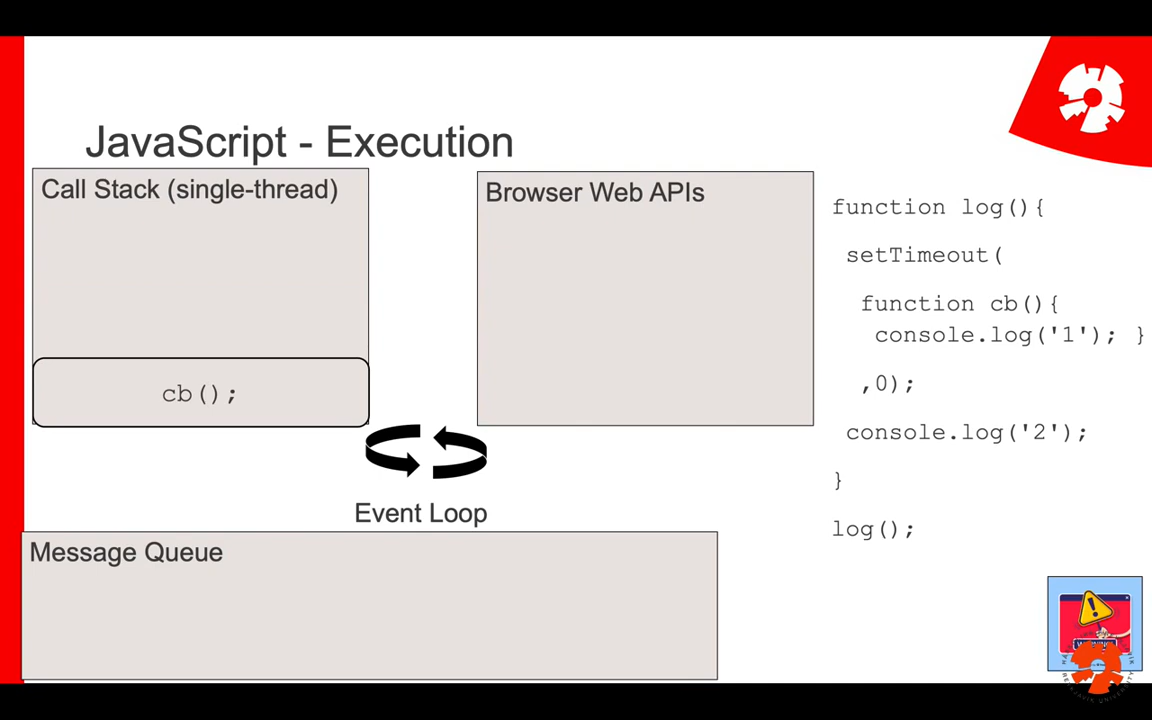 JavaScript - Execution
Call Stack (single-thread)
cb();
Browser Web APIs
Event Loop
Message Queue
function log(){
setTimeout(
function cb(){
console.log('1'); }
,0);
console.log('2');
}
log();